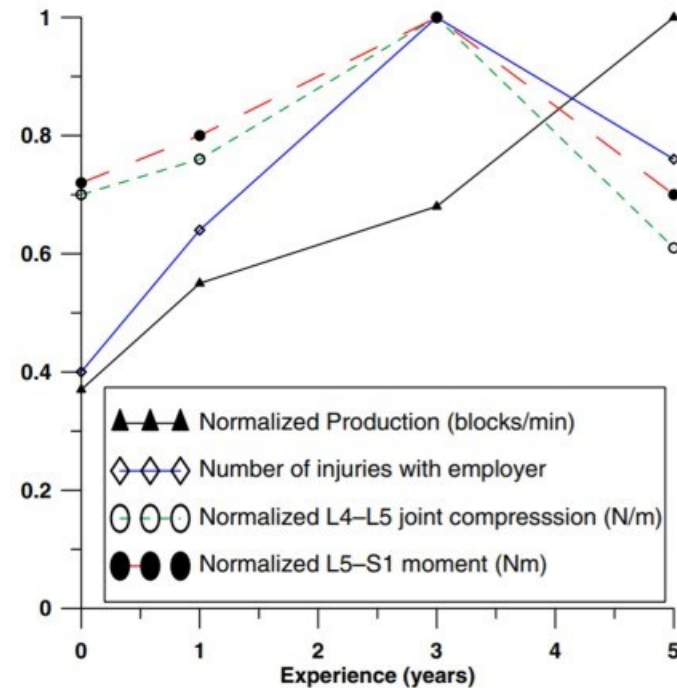 1
0.8
0.6
0.4
Normalized Production (blocks/min)
Number of injuries with employer
0.2
Normalized L4–L5 joint compresssion (N/m)
Normalized L5–S1 moment (Nm)
0
0 1 2 3 4 5
Experience (years)